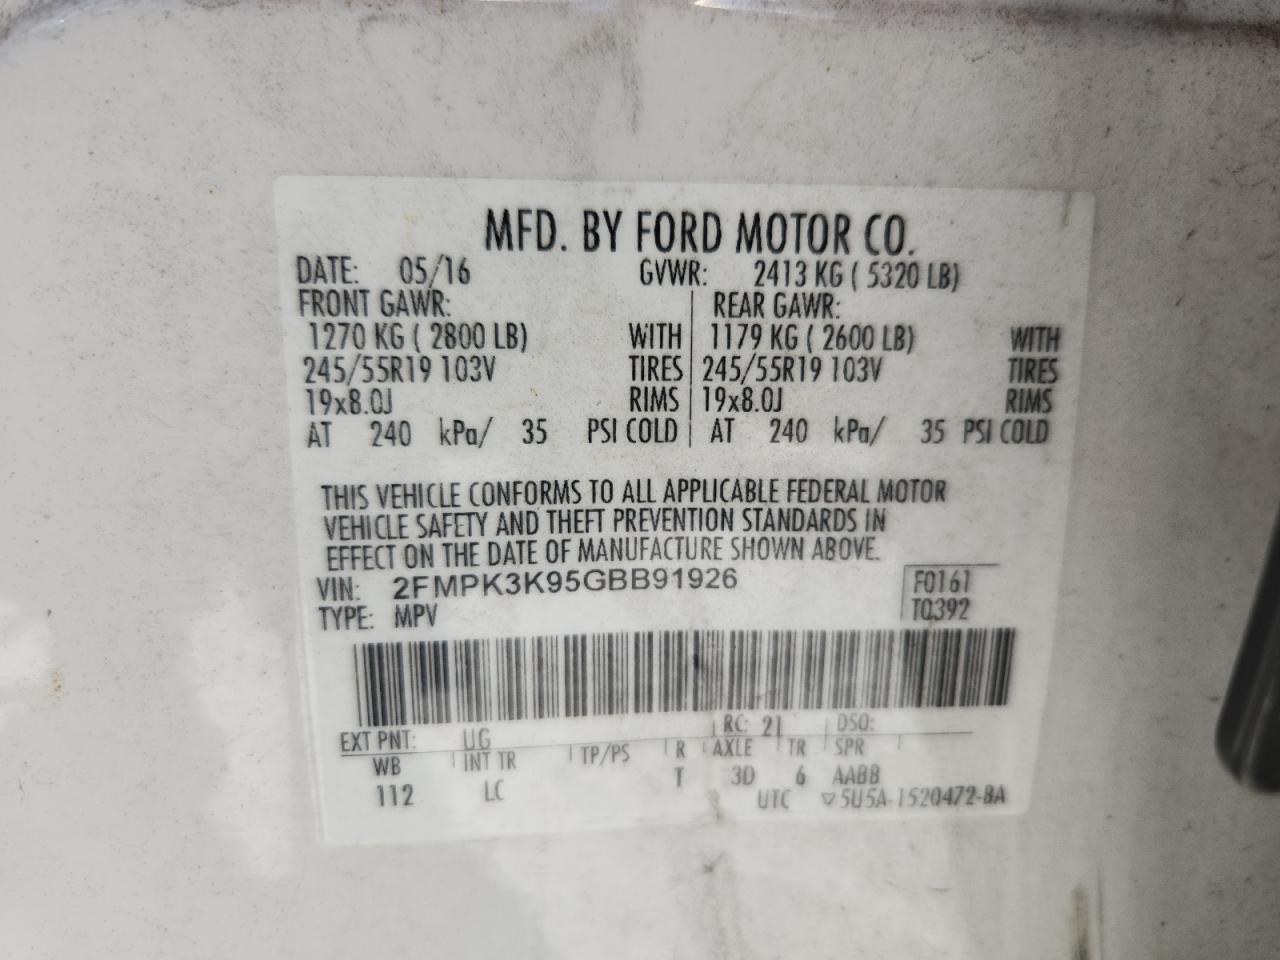 MFD. BY FORD MOTOR CO.
DATE: 05/16 GVWR: 2413 KG ( 5320 LB)
FRONT GAWR: REAR GAWR:
1270 KG ( 2800 LB) WITH 1179 KG ( 2600 LB) WITH
245/55R19 103V TIRES 245/55R19 103V TIRES
19x8.0J RIMS 19x8.0J RIMS
AT 240 kPa/ 35 PSI COLD AT 240 kPa/ 35 PSI COLD
THIS VEHICLE CONFORMS TO ALL APPLICABLE FEDERAL MOTOR
VEHICLE SAFETY AND THEFT PREVENTION STANDARDS IN
EFFECT ON THE DATE OF MANUFACTURE SHOWN ABOVE.
VIN: 2FMPK3K95GBB91926 F0161
TYPE: MPV T0392
EXT PNT: UG RC: 21 DSO:
WB INT TR TP/PS R AXLE TR SPR
112 LC T 3D 6 AABB
UTC ▽5U5A-1520472-BA